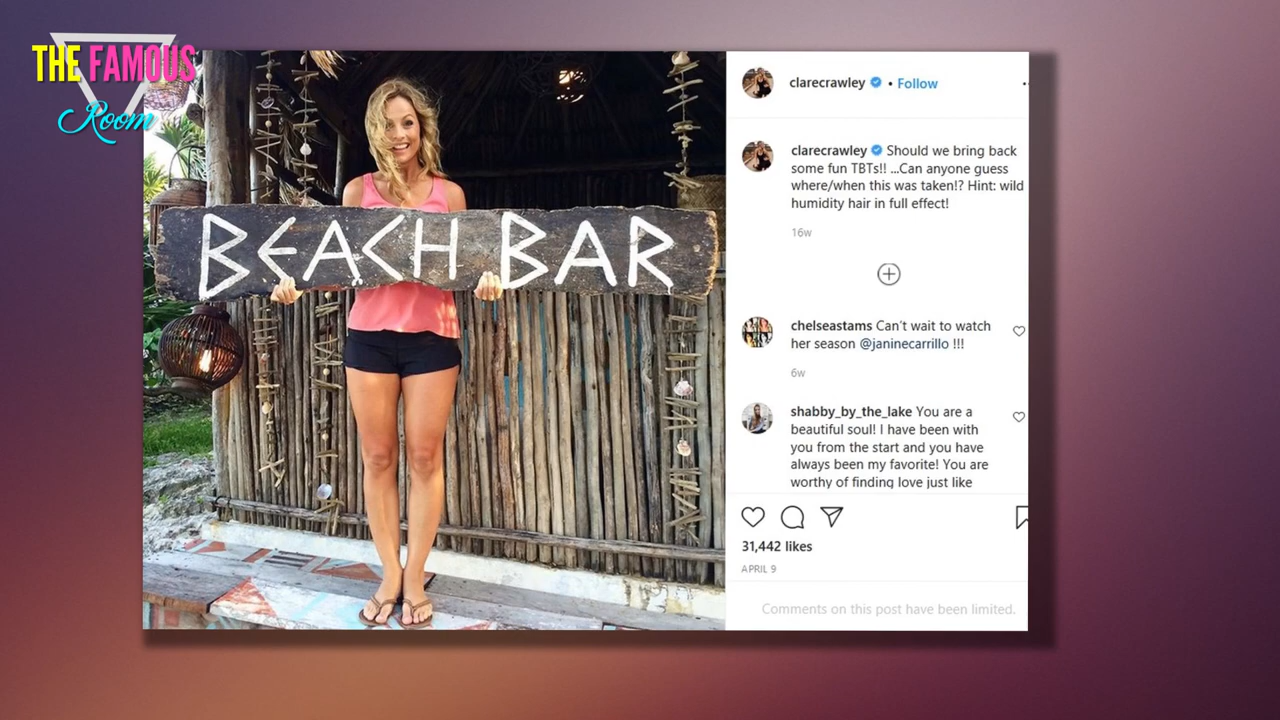 THE FAMOUS
Room
BEACH BAR
clarecrawley • Follow
clarecrawley Should we bring back
some fun TBTs!! ...Can anyone guess
where/when this was taken!? Hint: wild
humidity hair in full effect!
16w
chelseastams Can't wait to watch
her season @janinecarrillo !!!
6w
shabby_by_the_lake You are a
beautiful soul! I have been with
you from the start and you have
always been my favorite! You are
worthy of finding love just like
31,442 likes
APRIL 9
Comments on this post have been limited.